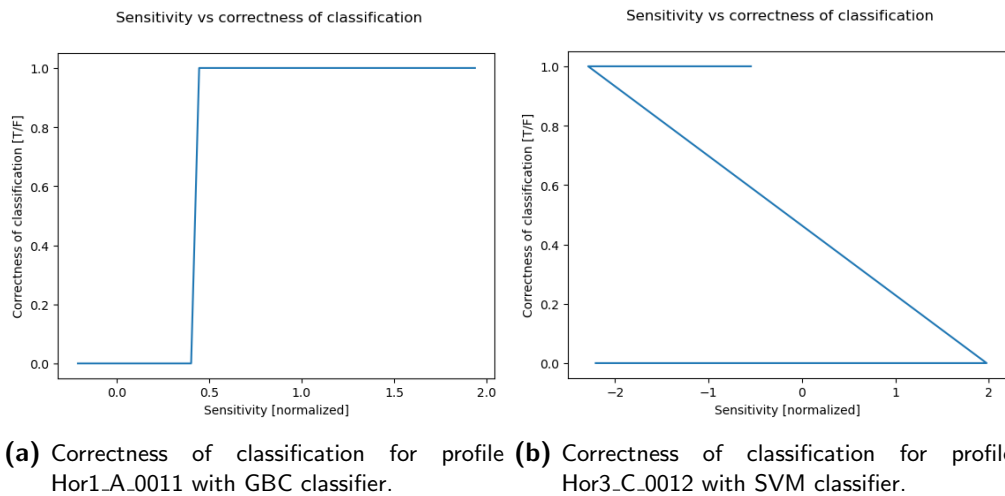 Sensitivity vs correctness of classification
1.0
0.8
0.6
0.4
0.2
0.0
Correctness of classification [T/F]
0.0 0.5 1.0 1.5 2.0
Sensitivity [normalized]
(a) Correctness of classification for profile
Hor1_A_0011 with GBC classifier.
Sensitivity vs correctness of classification
1.0
0.8
0.6
0.4
0.2
0.0
Correctness of classification [T/F]
−2 −1 0 1 2
Sensitivity [normalized]
(b) Correctness of classification for profile
Hor3_C_0012 with SVM classifier.